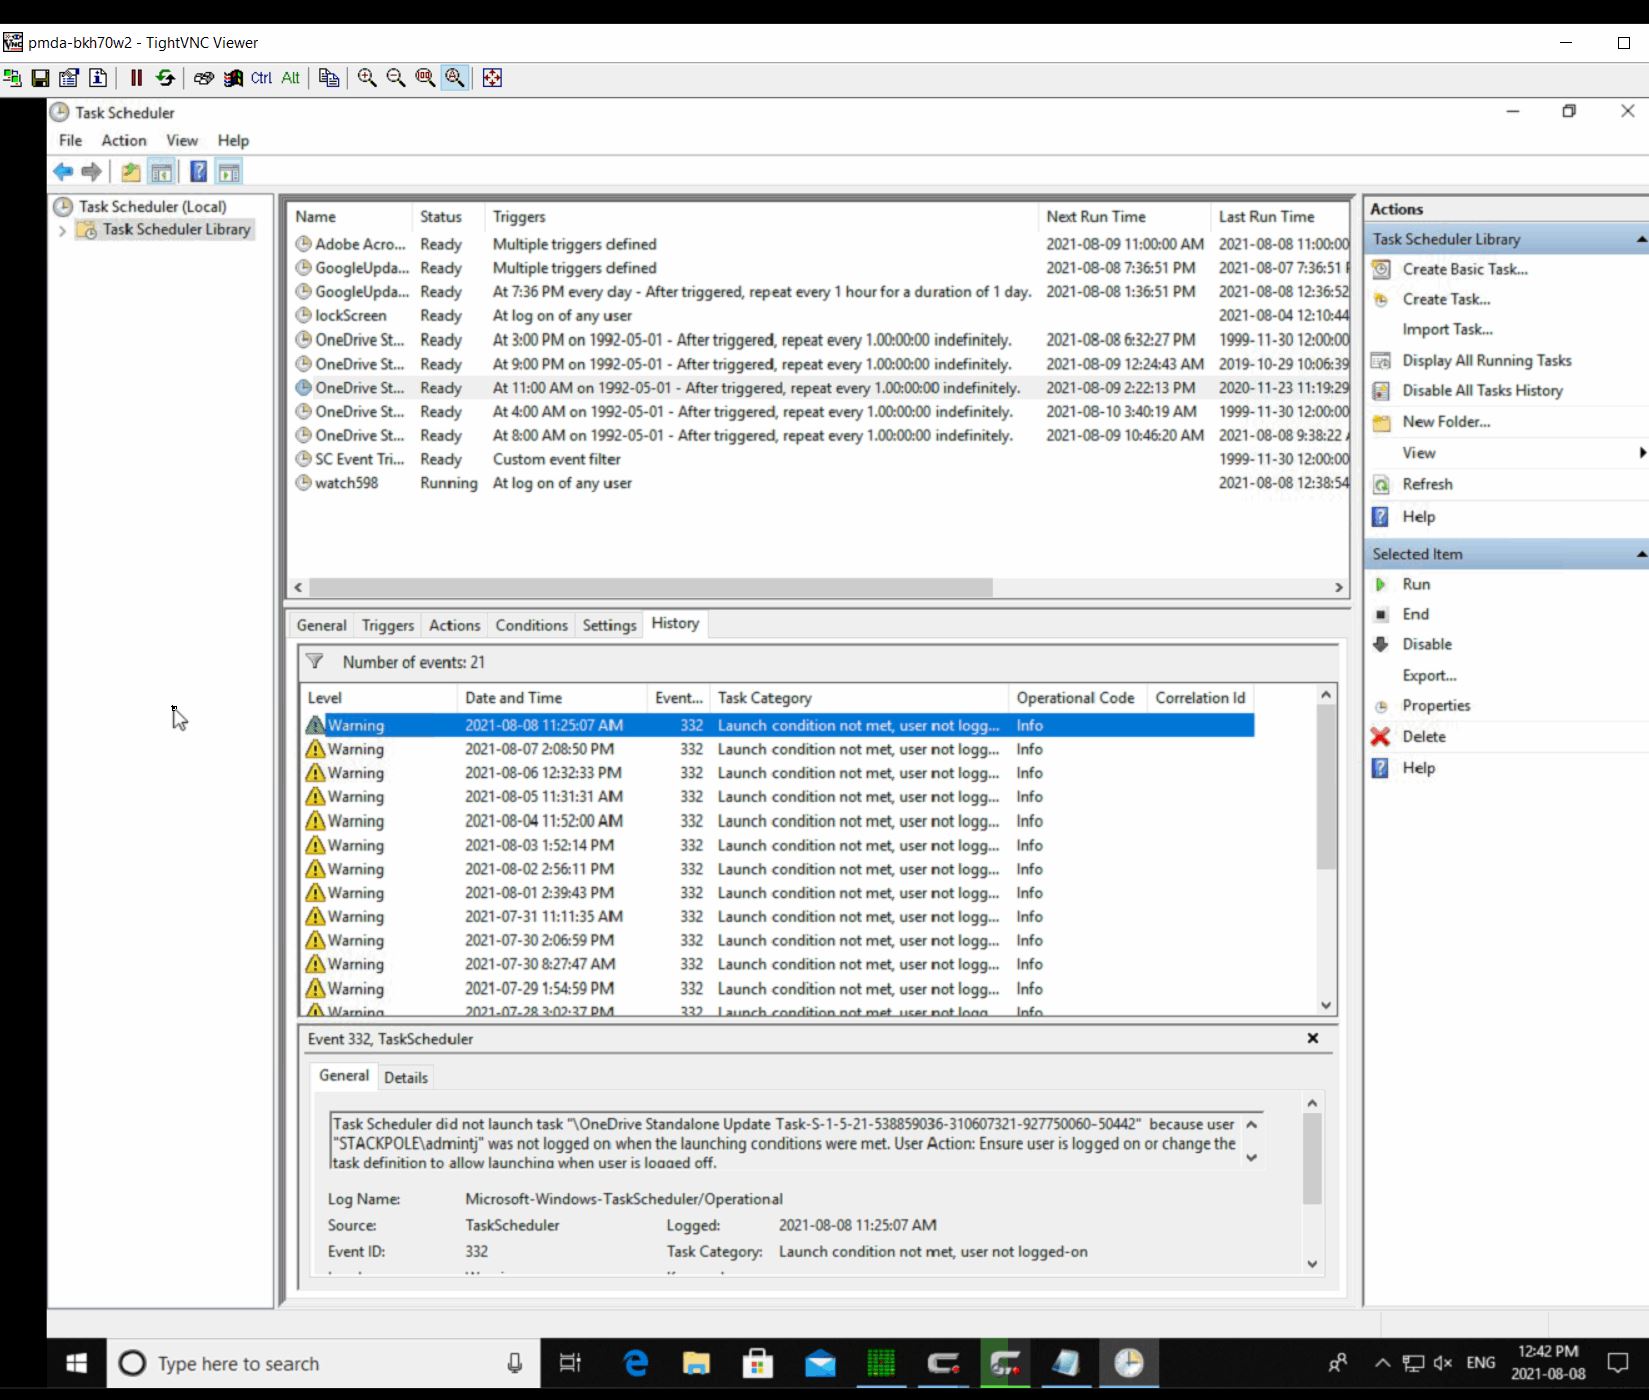 pmda-bkh70w2 - TightVNC Viewer
Ctrl Alt
Task Scheduler
File Action View Help
Task Scheduler (Local)
Task Scheduler Library
Name Status Triggers Next Run Time Last Run Time
Adobe Acro... Ready Multiple triggers defined 2021-08-09 11:00:00 AM 2021-08-08 11:00:00
GoogleUpda... Ready Multiple triggers defined 2021-08-08 7:36:51 PM 2021-08-07 7:36:51
GoogleUpda... Ready At 7:36 PM every day - After triggered, repeat every 1 hour for a duration of 1 day. 2021-08-08 1:36:51 PM 2021-08-08 12:36:52
lockScreen Ready At log on of any user 2021-08-04 12:10:44
OneDrive St... Ready At 3:00 PM on 1992-05-01 - After triggered, repeat every 1.00:00:00 indefinitely. 2021-08-08 6:32:27 PM 1999-11-30 12:00:00
OneDrive St... Ready At 9:00 PM on 1992-05-01 - After triggered, repeat every 1.00:00:00 indefinitely. 2021-08-09 12:24:43 AM 2019-10-29 10:06:39
OneDrive St... Ready At 11:00 AM on 1992-05-01 - After triggered, repeat every 1.00:00:00 indefinitely. 2021-08-09 2:22:13 PM 2020-11-23 11:19:29
OneDrive St... Ready At 4:00 AM on 1992-05-01 - After triggered, repeat every 1.00:00:00 indefinitely. 2021-08-10 3:40:19 AM 1999-11-30 12:00:00
OneDrive St... Ready At 8:00 AM on 1992-05-01 - After triggered, repeat every 1.00:00:00 indefinitely. 2021-08-09 10:46:20 AM 2021-08-08 9:38:22
SC Event Tri... Ready Custom event filter 1999-11-30 12:00:00
watch598 Running At log on of any user 2021-08-08 12:38:54
General Triggers Actions Conditions Settings History
Number of events: 21
Level Date and Time Event... Task Category Operational Code Correlation Id
Warning 2021-08-08 11:25:07 AM 332 Launch condition not met, user not logg... Info
Warning 2021-08-07 2:08:50 PM 332 Launch condition not met, user not logg... Info
Warning 2021-08-06 12:32:33 PM 332 Launch condition not met, user not logg... Info
Warning 2021-08-05 11:31:31 AM 332 Launch condition not met, user not logg... Info
Warning 2021-08-04 11:52:00 AM 332 Launch condition not met, user not logg... Info
Warning 2021-08-03 1:52:14 PM 332 Launch condition not met, user not logg... Info
Warning 2021-08-02 2:56:11 PM 332 Launch condition not met, user not logg... Info
Warning 2021-08-01 2:39:43 PM 332 Launch condition not met, user not logg... Info
Warning 2021-07-31 11:11:35 AM 332 Launch condition not met, user not logg... Info
Warning 2021-07-30 2:06:59 PM 332 Launch condition not met, user not logg... Info
Warning 2021-07-30 8:27:47 AM 332 Launch condition not met, user not logg... Info
Warning 2021-07-29 1:54:59 PM 332 Launch condition not met, user not logg... Info
Warning 2021-07-28 3:02:37 PM 332 Launch condition not met, user not logg... Info
Event 332, TaskScheduler
General Details
Task Scheduler did not launch task "\OneDrive Standalone Update Task-S-1-5-21-538859036-310607321-927750060-50442" because user
"STACKPOLE\admintj" was not logged on when the launching conditions were met. User Action: Ensure user is logged on or change the
task definition to allow launching when user is logged off.
Log Name: Microsoft-Windows-TaskScheduler/Operational
Source: TaskScheduler Logged: 2021-08-08 11:25:07 AM
Event ID: 332 Task Category: Launch condition not met, user not logged-on
Actions
Task Scheduler Library
Create Basic Task...
Create Task...
Import Task...
Display All Running Tasks
Disable All Tasks History
New Folder...
View
Refresh
Help
Selected Item
Run
End
Disable
Export...
Properties
Delete
Help
Type here to search
ENG
12:42 PM
2021-08-08